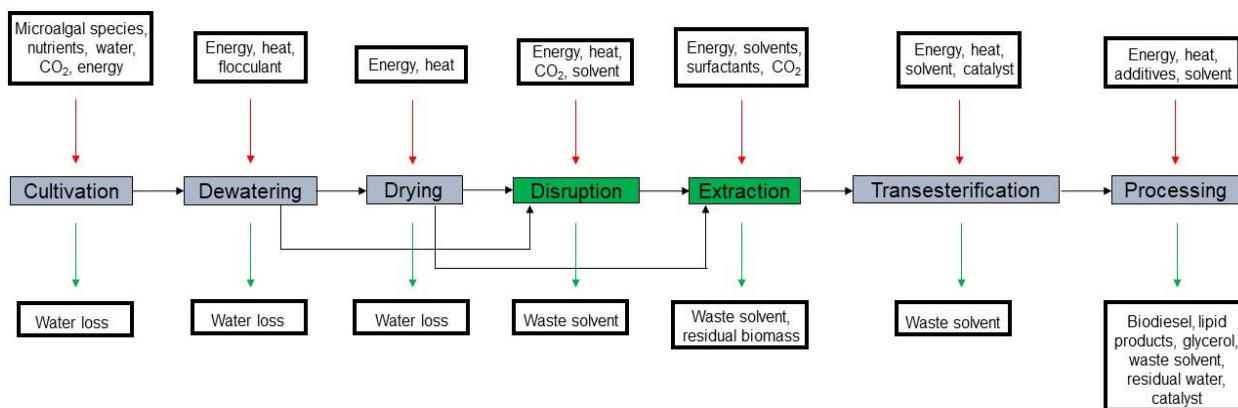 Microalgal species,
nutrients, water,
CO₂, energy
Energy, heat,
flocculant
Energy, heat
Energy, heat,
CO₂, solvent
Energy, solvents,
surfactants, CO₂
Energy, heat,
solvent, catalyst
Energy, heat,
additives, solvent
Cultivation
Dewatering
Drying
Disruption
Extraction
Transesterification
Processing
Water loss
Water loss
Water loss
Waste solvent
Waste solvent,
residual biomass
Waste solvent
Biodiesel, lipid
products, glycerol,
waste solvent,
residual water,
catalyst